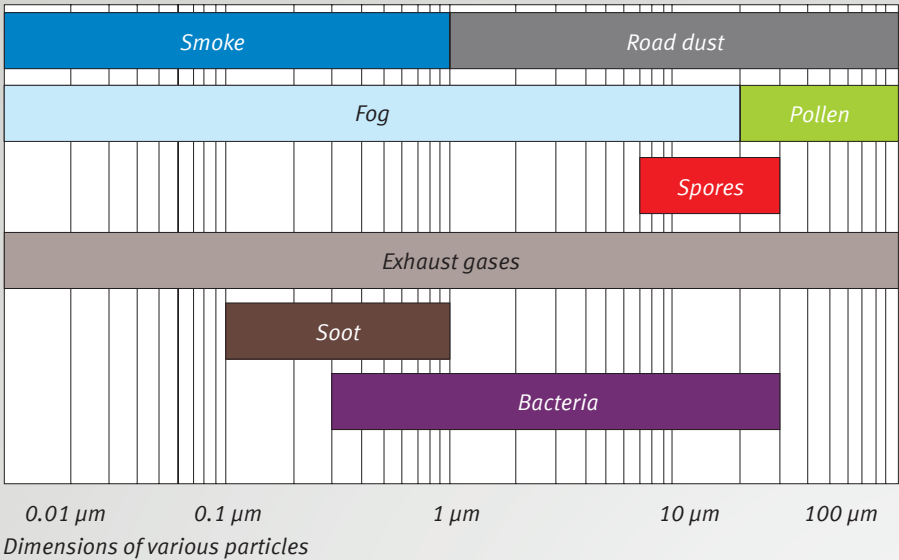 Smoke
Road dust
Fog
Pollen
Spores
Exhaust gases
Soot
Bacteria
0.01 µm
0.1 µm
1 µm
10 µm
100 µm
Dimensions of various particles